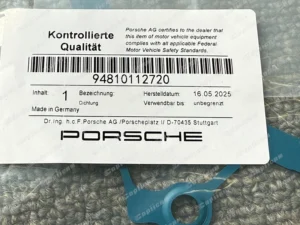 Kontrollierte
Qualität
Porsche AG certifies to the dealer that
this item of motor vehicle equipment
complies with all applicable Federal
Motor Vehicle Safety Standards.
94810112720
Inhalt 1 Bezeichnung Herstelldatum: 16.05.2025
Made in Germany Dichtung Verwendbar bis unbegrenzt
Dr. Ing. h.c. F. Porsche AG /Porscheplatz 1/ D-70435 Stuttgart
PORSCHE